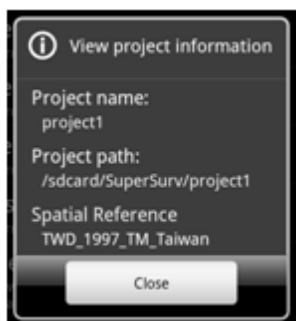 View project information
Project name:
project1
Project path:
/sdcard/SuperSurv/project1
Spatial Reference
TWD_1997_TM_Taiwan
Close